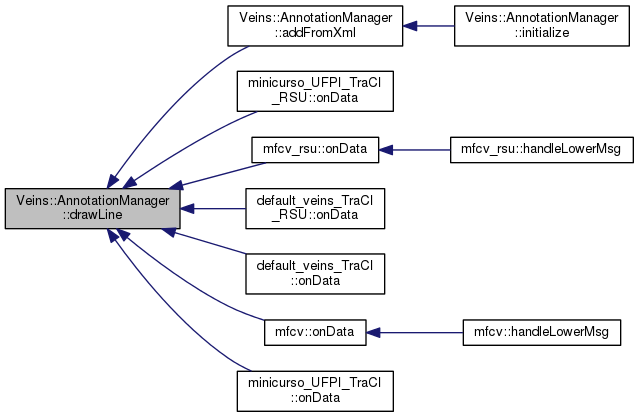 Veins::AnnotationManager
::addFromXml
Veins::AnnotationManager
::initialize
minicurso_UFPI_TraCI
_RSU::onData
mfcv_rsu::onData
mfcv_rsu::handleLowerMsg
Veins::AnnotationManager
::drawLine
default_veins_TraCI
_RSU::onData
default_veins_TraCI
::onData
mfcv::onData
mfcv::handleLowerMsg
minicurso_UFPI_TraCI
::onData